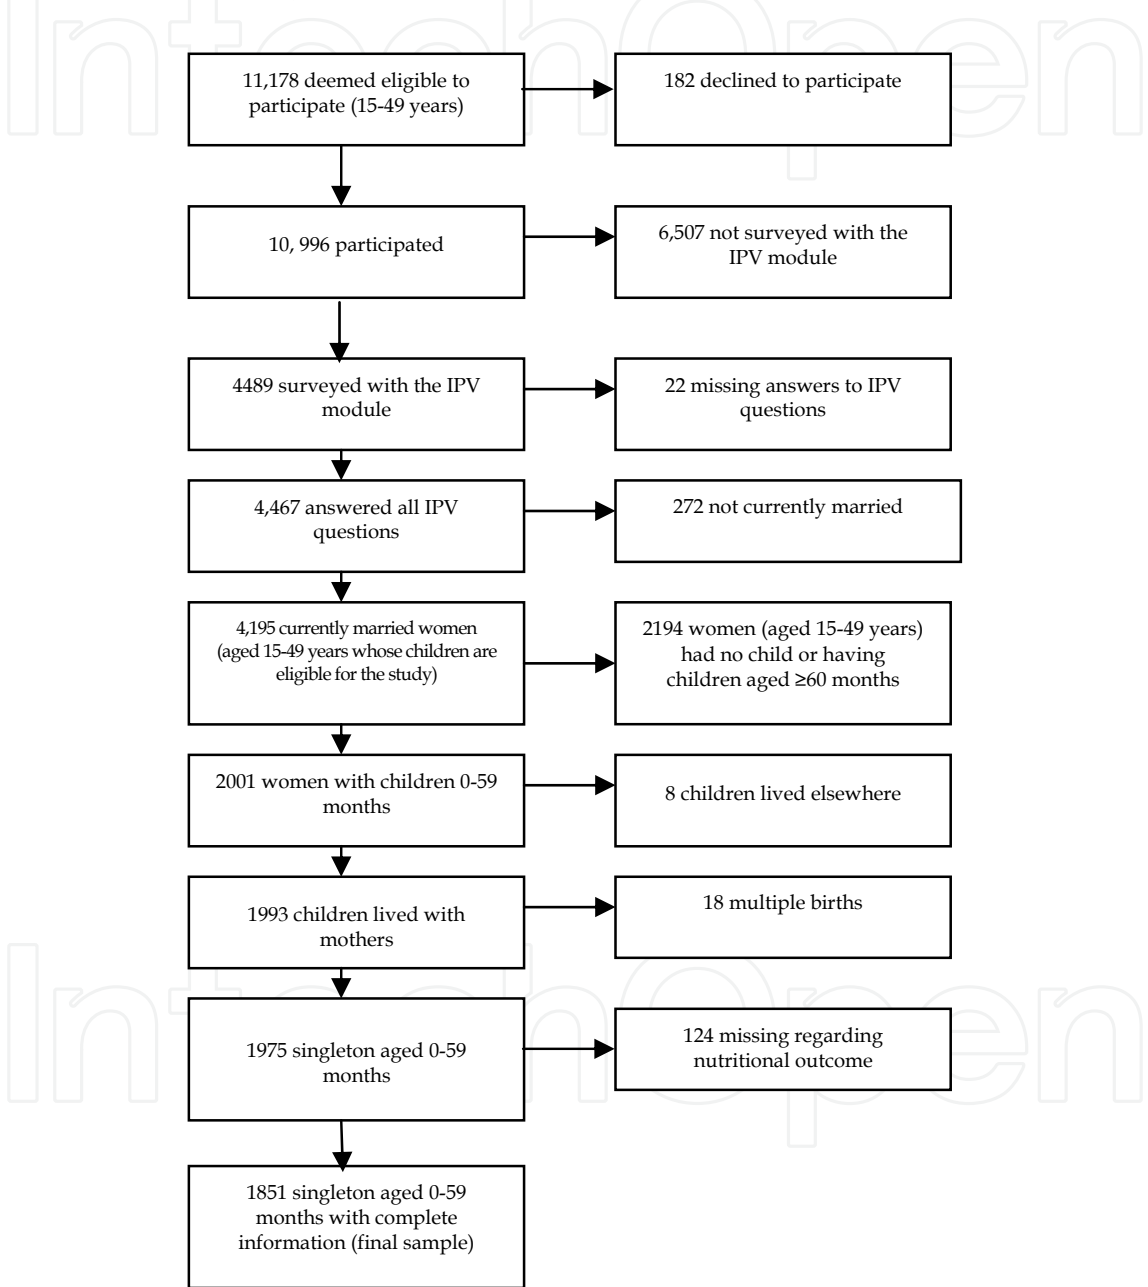 IntechOpen
11,178 deemed eligible to
participate (15-49 years)
182 declined to participate
10, 996 participated
6,507 not surveyed with the
IPV module
4489 surveyed with the IPV
module
22 missing answers to IPV
questions
4,467 answered all IPV
questions
272 not currently married
4,195 currently married women
(aged 15-49 years whose children are
eligible for the study)
2194 women (aged 15-49 years)
had no child or having
children aged ≥60 months
2001 women with children 0-59
months
8 children lived elsewhere
1993 children lived with
mothers
18 multiple births
IntechOpen
1975 singleton aged 0-59
months
124 missing regarding
nutritional outcome
1851 singleton aged 0-59
months with complete
information (final sample)